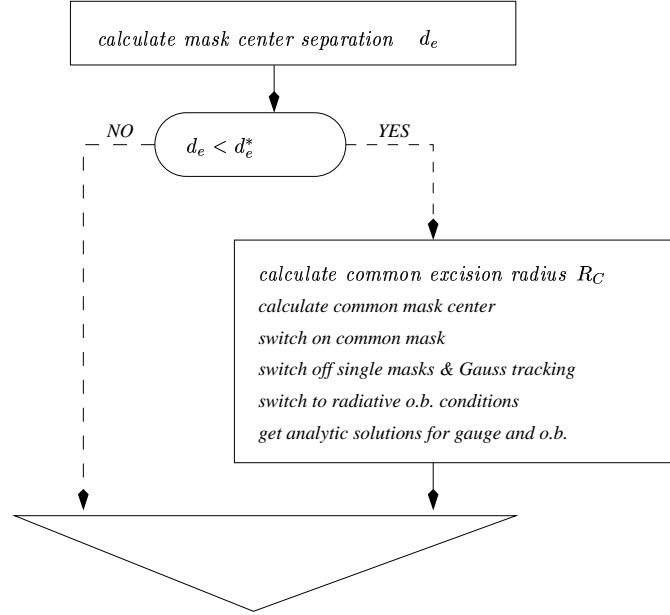 calculate mask center separation d_e
NO
YES
d_e < d_e^*
calculate common excision radius R_C
calculate common mask center
switch on common mask
switch off single masks & Gauss tracking
switch to radiative o.b. conditions
get analytic solutions for gauge and o.b.